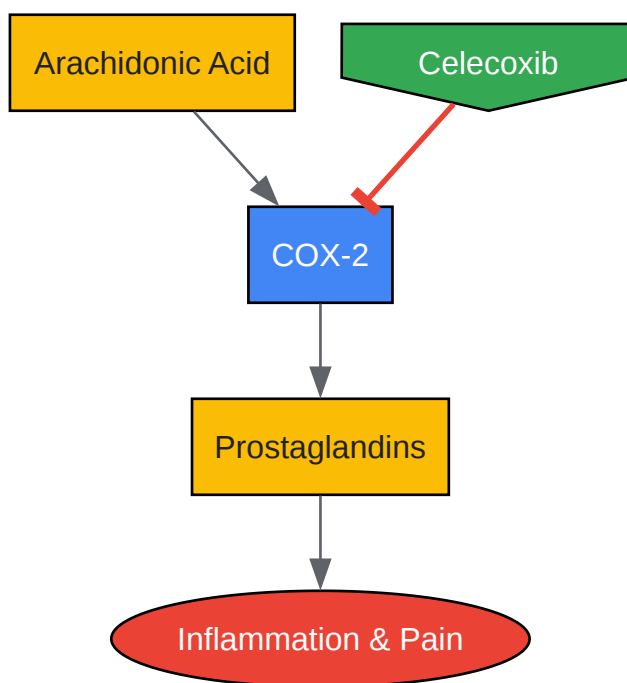 Arachidonic Acid
Celecoxib
COX-2
Prostaglandins
Inflammation & Pain